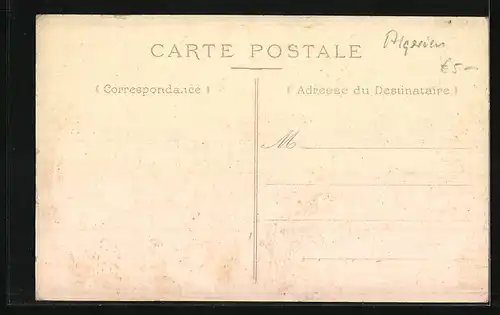 Algerien
€5-
CARTE POSTALE
(Correspondance)
(Adresse du Destinataire)
M